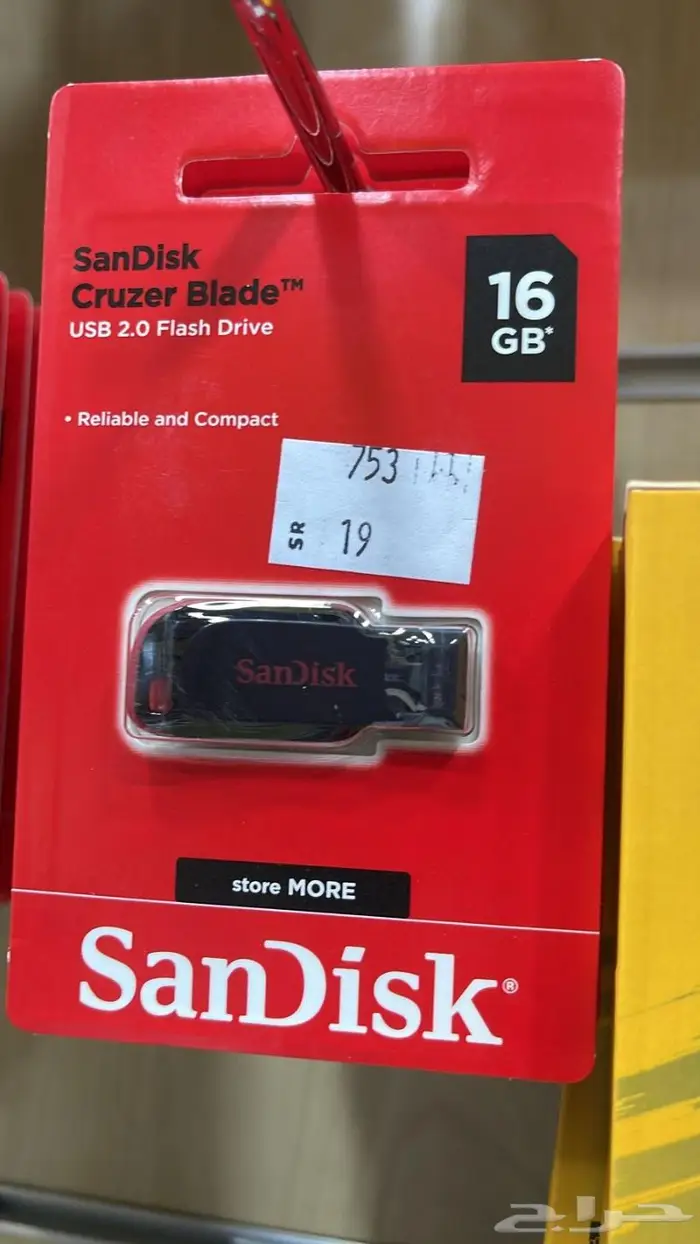 SanDisk
Cruzer Blade™
USB 2.0 Flash Drive
16
GB*
• Reliable and Compact
753
SR 19
SanDisk
store MORE
SanDisk®
حراج